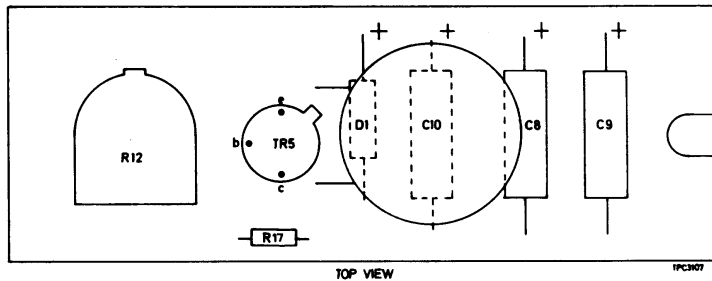 + + + +
e
D1 C10 C8 C9
b TR5
R12
c
R17
TOP VIEW
TPC3107